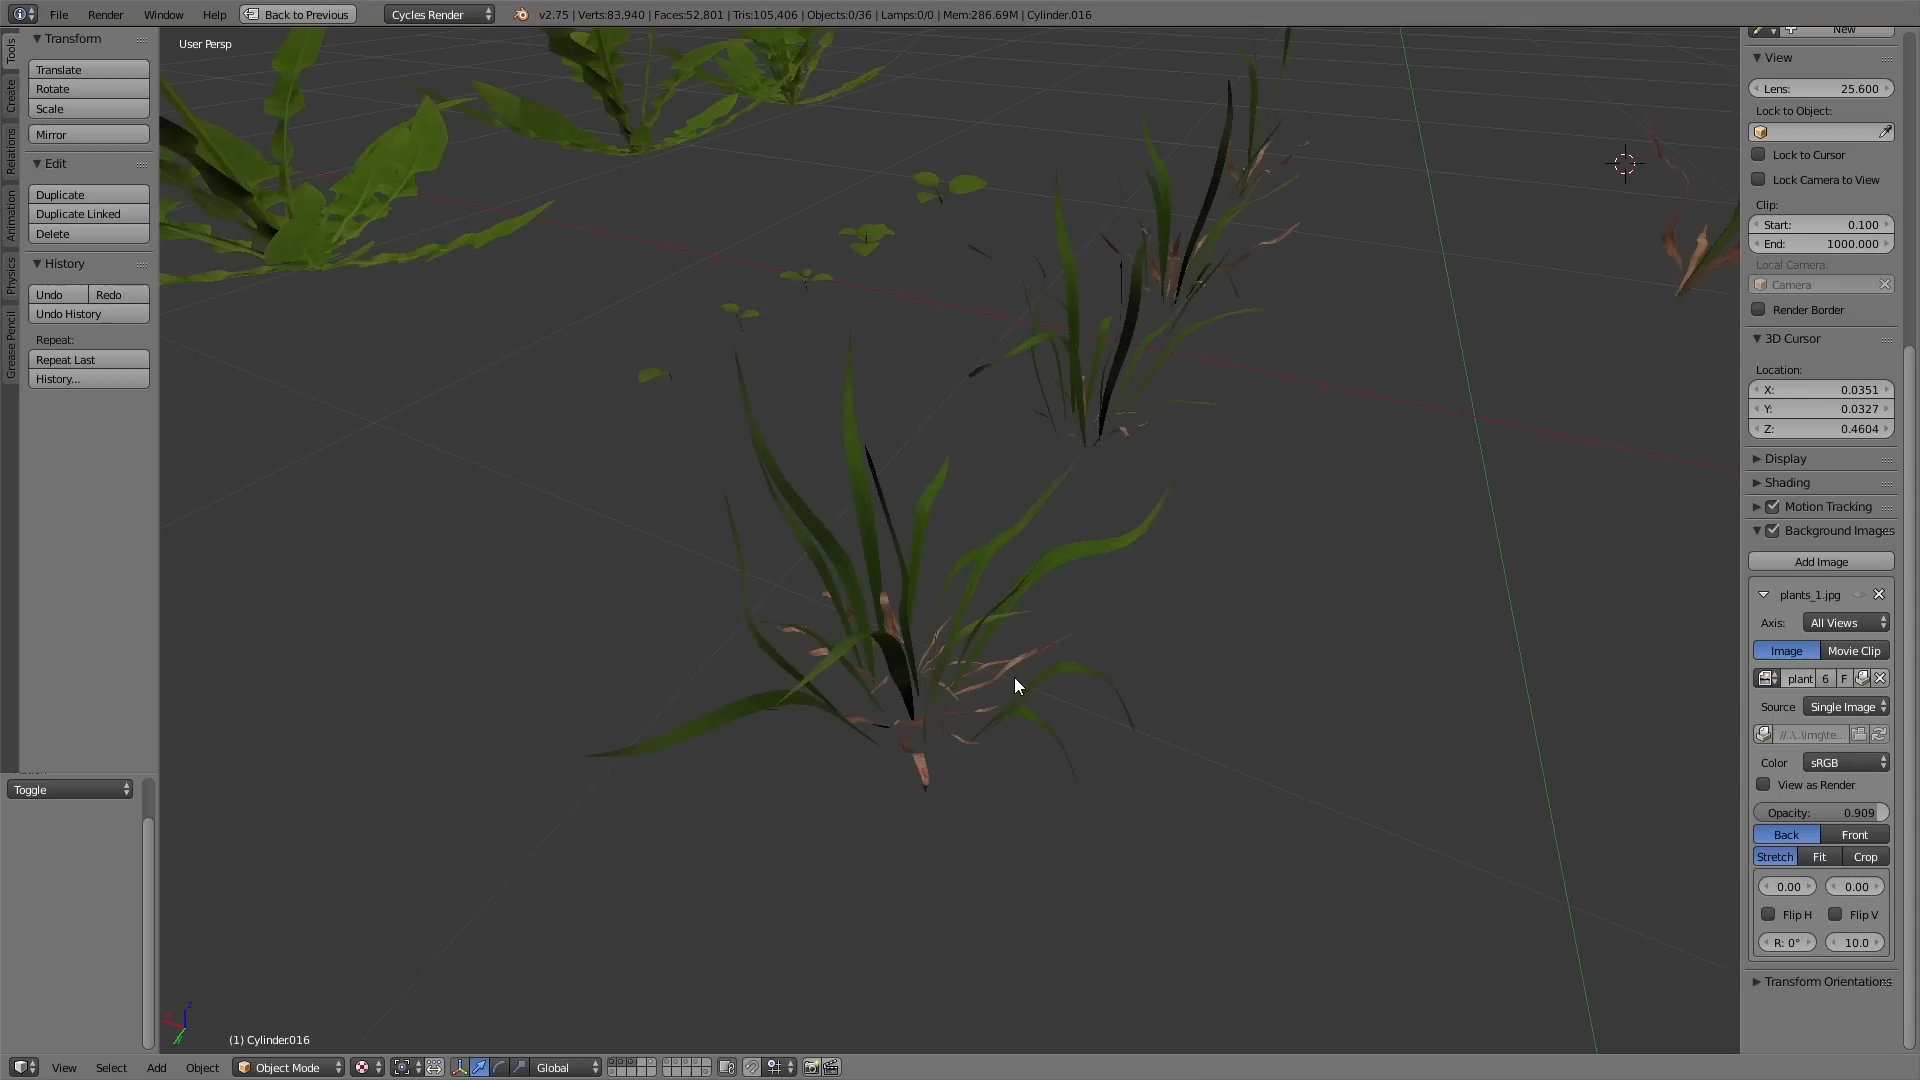 File Render Window Help Back to Previous Cycles Render v2.75 | Verts:83,940 | Faces:52,801 | Tris:105,406 | Objects:0/36 | Lamps:0/0 | Mem:286.69M | Cylinder.016
Tools
Create
Relations
Animation
Physics
Grease Pencil
Transform
Translate
Rotate
Scale
Mirror
Edit
Duplicate
Duplicate Linked
Delete
History
Undo Redo
Undo History
Repeat:
Repeat Last
History...
Toggle
User Persp
(1) Cylinder.016
New
View
Lens: 25.600
Lock to Object:
Lock to Cursor
Lock Camera to View
Clip:
Start: 0.100
End: 1000.000
Local Camera:
Camera
Render Border
3D Cursor
Location:
X: 0.0351
Y: 0.0327
Z: 0.4604
Display
Shading
Motion Tracking
Background Images
Add Image
plants_1.jpg
Axis: All Views
Image Movie Clip
plant 6 F
Source Single Image
//..\..\img\te...
Color sRGB
View as Render
Opacity: 0.909
Back Front
Stretch Fit Crop
0.00 0.00
Flip H Flip V
R: 0° 10.0
Transform Orientations
View Select Add Object Object Mode Global